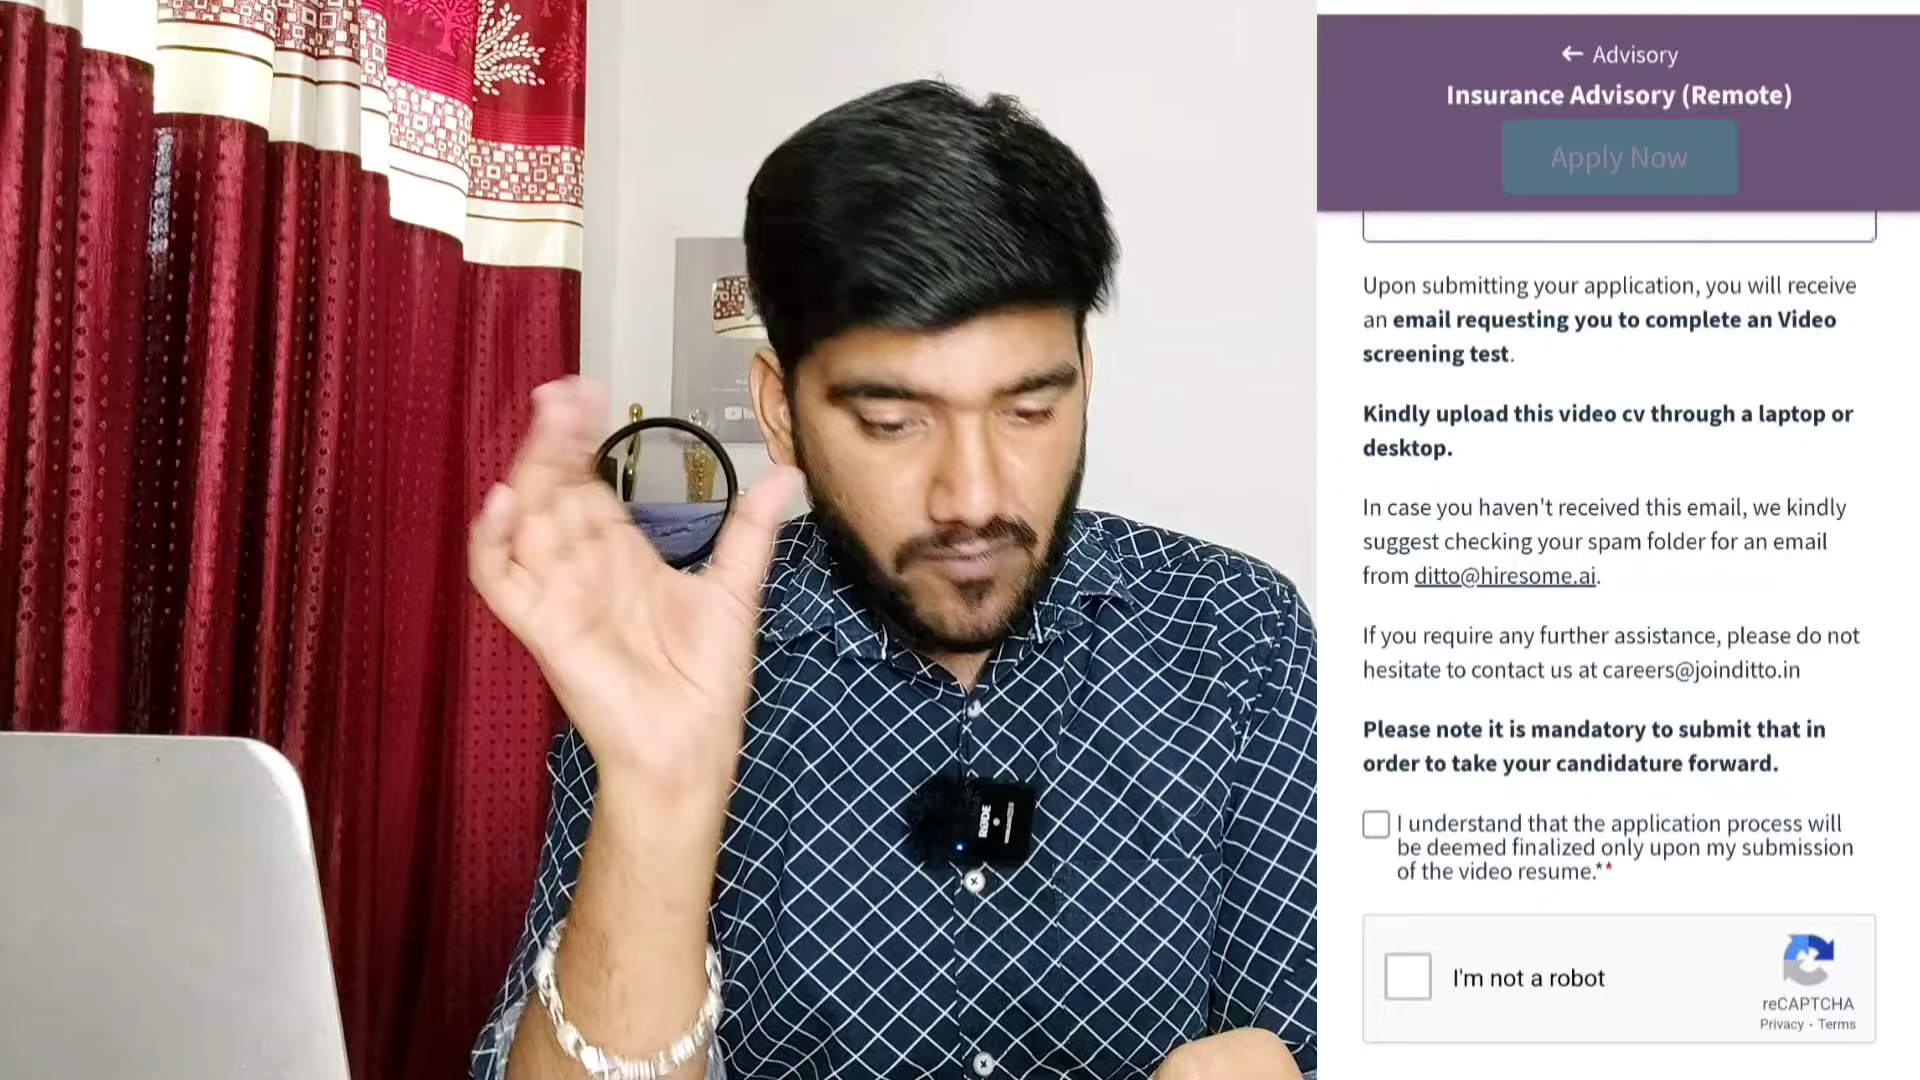 ← Advisory
Insurance Advisory (Remote)
Apply Now
Upon submitting your application, you will receive
an email requesting you to complete an Video
screening test.
Kindly upload this video cv through a laptop or
desktop.
In case you haven't received this email, we kindly
suggest checking your spam folder for an email
from ditto@hiresome.ai.
If you require any further assistance, please do not
hesitate to contact us at careers@joinditto.in
Please note it is mandatory to submit that in
order to take your candidature forward.
I understand that the application process will
be deemed finalized only upon my submission
of the video resume.**
I'm not a robot
reCAPTCHA
Privacy - Terms
RØDE